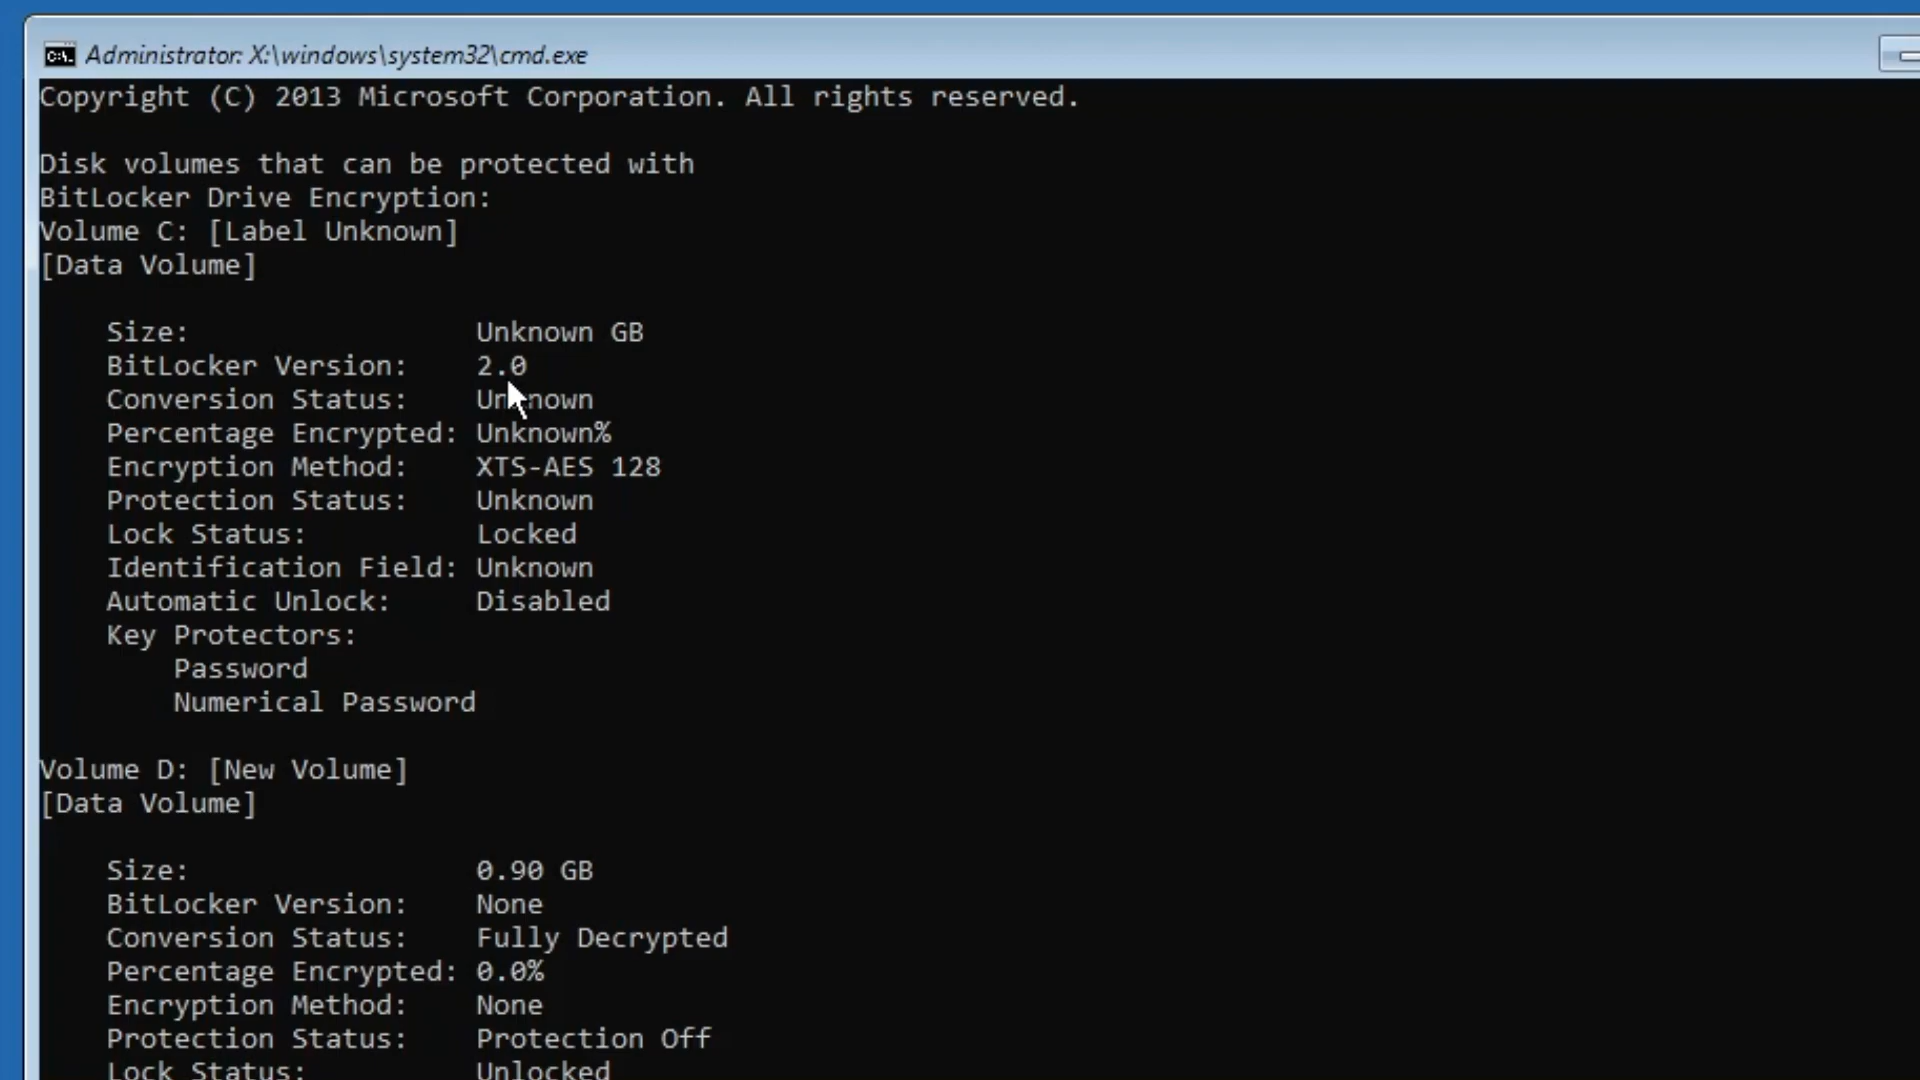 Administrator: X:\windows\system32\cmd.exe
Copyright (C) 2013 Microsoft Corporation. All rights reserved.
Disk volumes that can be protected with
BitLocker Drive Encryption:
Volume C: [Label Unknown]
[Data Volume]
Size: Unknown GB
BitLocker Version: 2.0
Conversion Status: Unknown
Percentage Encrypted: Unknown%
Encryption Method: XTS-AES 128
Protection Status: Unknown
Lock Status: Locked
Identification Field: Unknown
Automatic Unlock: Disabled
Key Protectors:
Password
Numerical Password
Volume D: [New Volume]
[Data Volume]
Size: 0.90 GB
BitLocker Version: None
Conversion Status: Fully Decrypted
Percentage Encrypted: 0.0%
Encryption Method: None
Protection Status: Protection Off
Lock Status: Unlocked